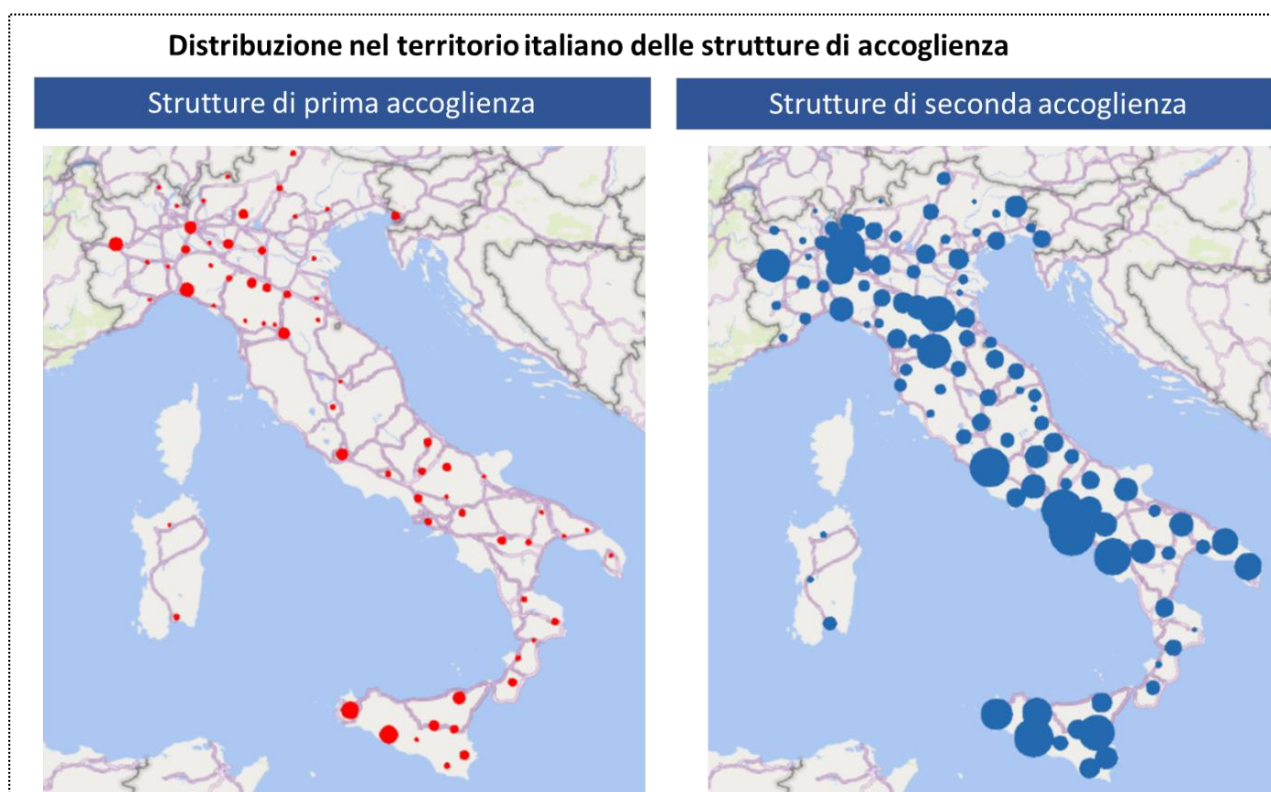 Distribuzione nel territorio italiano delle strutture di accoglienza
Strutture di prima accoglienza
Strutture di seconda accoglienza